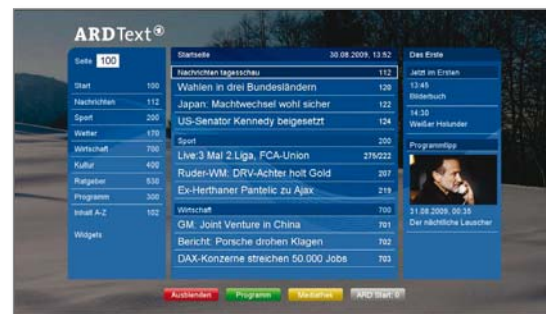 ARDText
Seite 100
Start 100
Nachrichten 112
Sport 200
Wetter 170
Wirtschaft 700
Kultur 400
Ratgeber 530
Programm 300
Inhalt A-Z 102
Widgets
Startseite 30.08.2009, 13:52
Nachrichten tagesschau 112
Wahlen in drei Bundesländern 120
Japan: Machtwechsel wohl sicher 122
US-Senator Kennedy beigesetzt 124
Sport 200
Live:3 Mal 2.Liga, FCA-Union 275/222
Ruder-WM: DRV-Achter holt Gold 207
Ex-Herthaner Pantelic zu Ajax 219
Wirtschaft 700
GM: Joint Venture in China 701
Bericht: Porsche drohen Klagen 702
DAX-Konzerne streichen 50.000 Jobs 703
Das Erste
Jetzt im Ersten
13:45
Bilderbuch
14:30
Weißer Holunder
Programmtipp
31.08.2009, 00:35
Der nächtliche Lauscher
Ausblenden Programm Mediathek ARD Start: 0